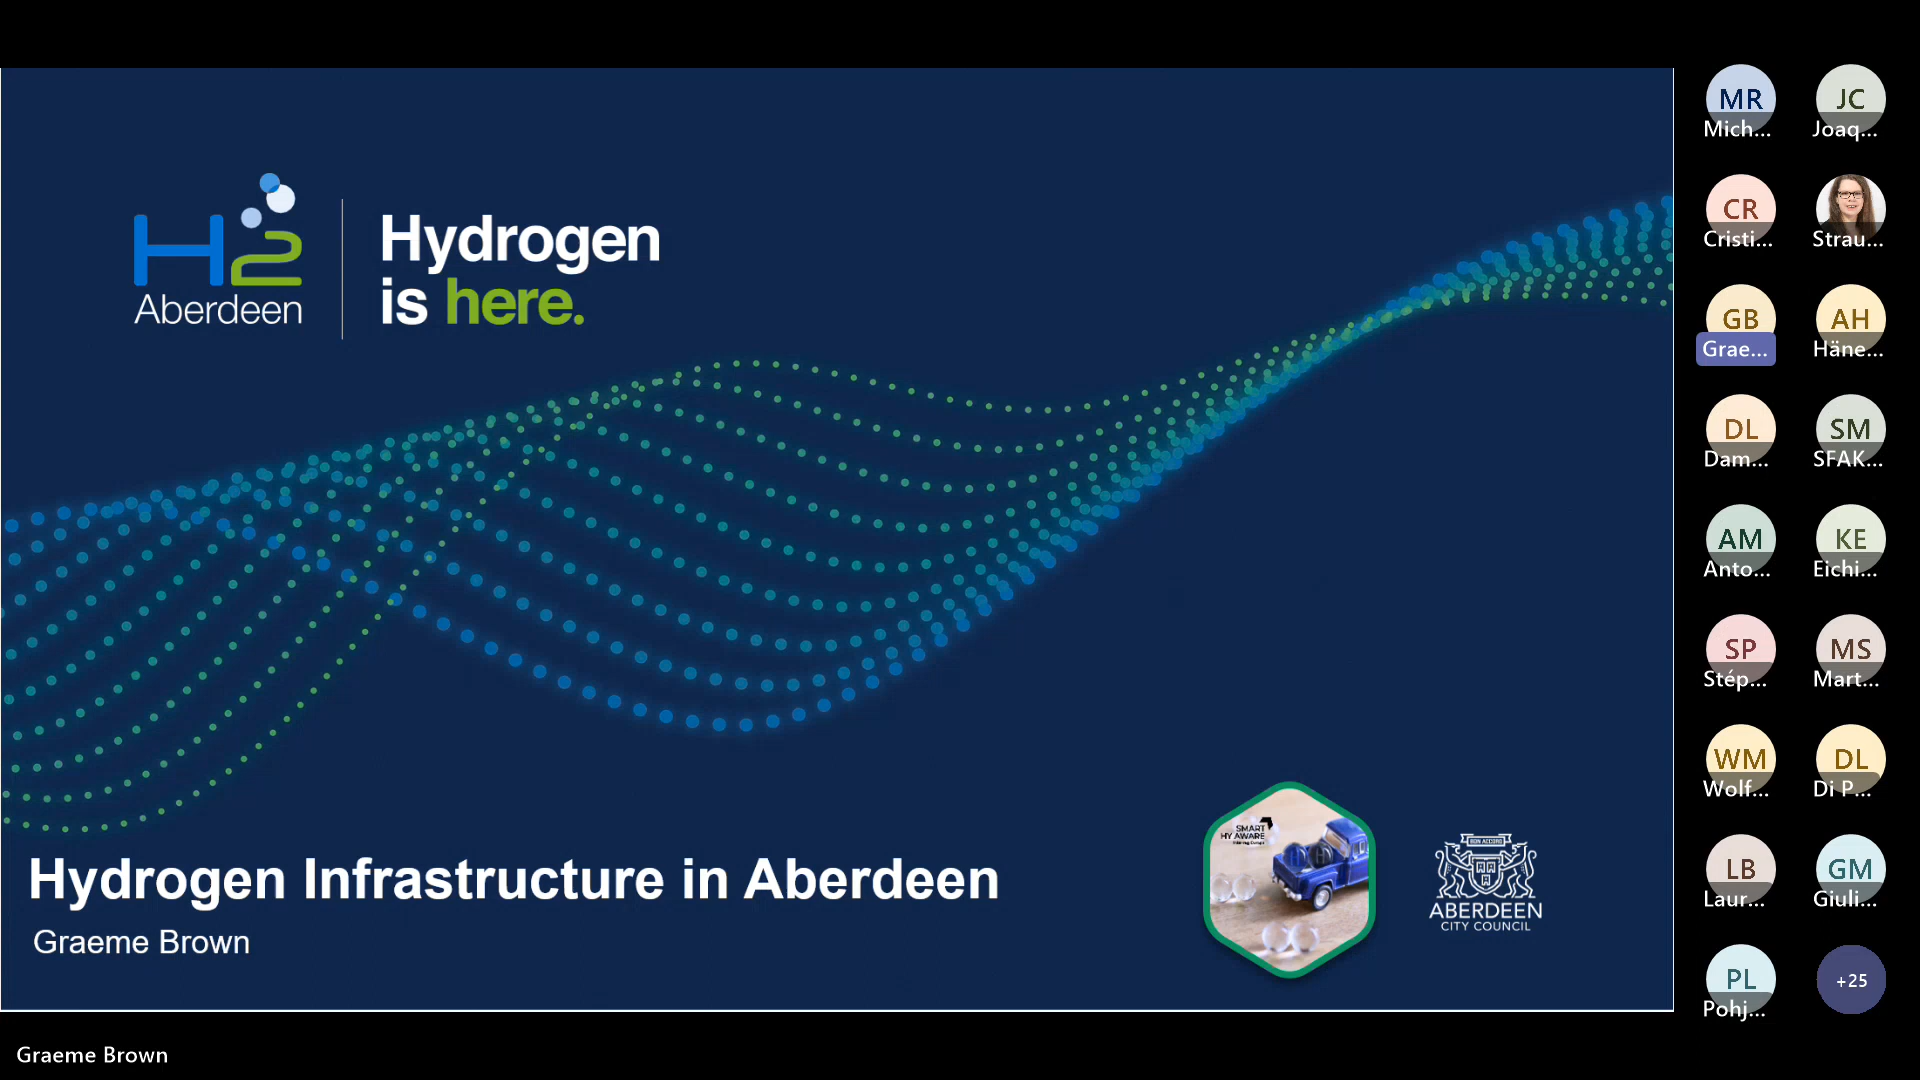 H2
Aberdeen
Hydrogen
is here.
Hydrogen Infrastructure in Aberdeen
Graeme Brown
SMART
HY AWARE
BON ACCORD
ABERDEEN
CITY COUNCIL
MR
Mich...
JC
Joaq...
CR
Cristi...
Strau...
GB
Grae...
AH
Häne...
DL
Dam...
SM
SFAK...
AM
Anto...
KE
Eichi...
SP
Stép...
MS
Mart...
WM
Wolf...
DL
Di P...
LB
Laur...
GM
Giuli...
PL
Pohj...
+25
Graeme Brown